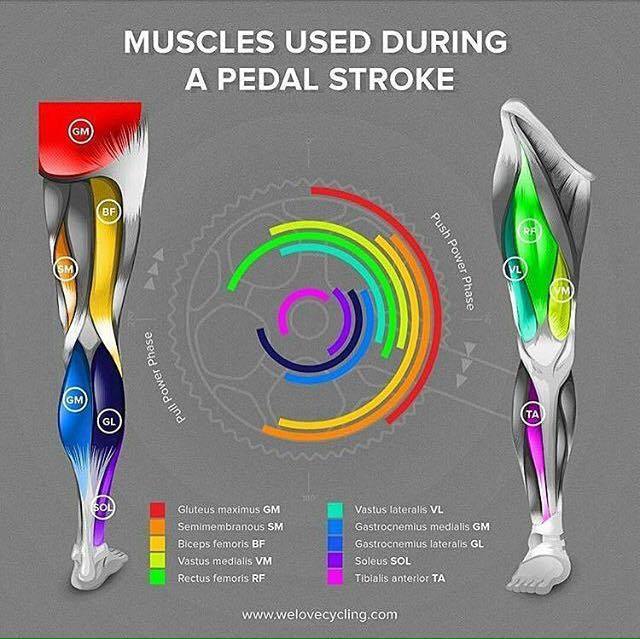 MUSCLES USED DURING
A PEDAL STROKE
GM
BF
SM
GM
GL
SOL
Pull Power Phase
Push Power Phase
RF
VL
VM
TA
Gluteus maximus GM
Semimembranous SM
Biceps femoris BF
Vastus medialis VM
Rectus femoris RF
Vastus lateralis VL
Gastrocnemius medialis GM
Gastrocnemius lateralis GL
Soleus SOL
Tibialis anterior TA
www.welovecycling.com